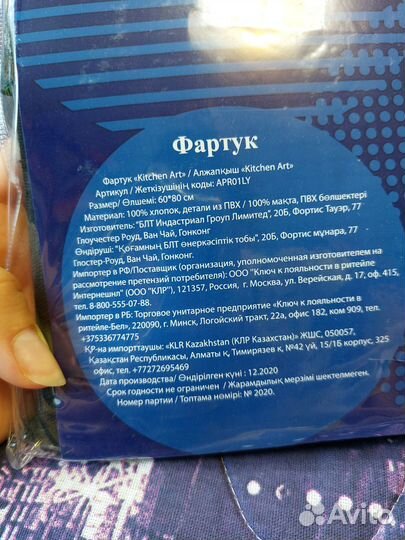 Фартук
Фартук «Kitchen Art» / Алжапқыш «Kitchen Art»
Артикул / Жеткізушінің коды: APR01LY
Размер/ Өлшемі: 60*80 см
Материал: 100% хлопок, детали из ПВХ / 100% мақта, ПВХ бөлшектері
Изготовитель: "БЛТ Индастриал Гроуп Лимитед", 20Б, Фортис Тауэр, 77
Глоучестер Роуд, Ван Чай, Гонконг
Өндіруші: "Қоғамның БЛТ өнеркәсіптік тобы", 20Б, Фортис мұнара, 77
Глостер-Роуд, Ван Чай, Гонконг.
Импортер в РФ/Поставщик (организация, уполномоченная изготовителем на
рассмотрение претензий потребителя): ООО "Ключ к лояльности в ритейле
Интернешнл" (ООО "КЛР"), 121357, Россия, г. Москва, ул. Верейская, д. 17, оф. 415,
тел. 8-800-555-07-88.
Импортер в РБ: Торговое унитарное предприятие «Ключ к лояльности в
ритейле-Бел», 220090, г. Минск, Логойский тракт, 22а, офис 182, ком 909, тел.
+375336774775
ҚР-на импорттаушы: «KLR Kazakhstan (КЛР Казахстан)» ЖШС, 050057,
Қазақстан Республикасы, Алматы қ, Тимирязев к, №42 үй, 15/1Б корпус, 325
офис, тел. +77272695469
Дата производства/ Өндірілген күні : 12.2020
Срок годности не ограничен / Жарамдылық мерзімі шектелмеген.
Номер партии / Топтама нөмірі: № 2020.
Avito